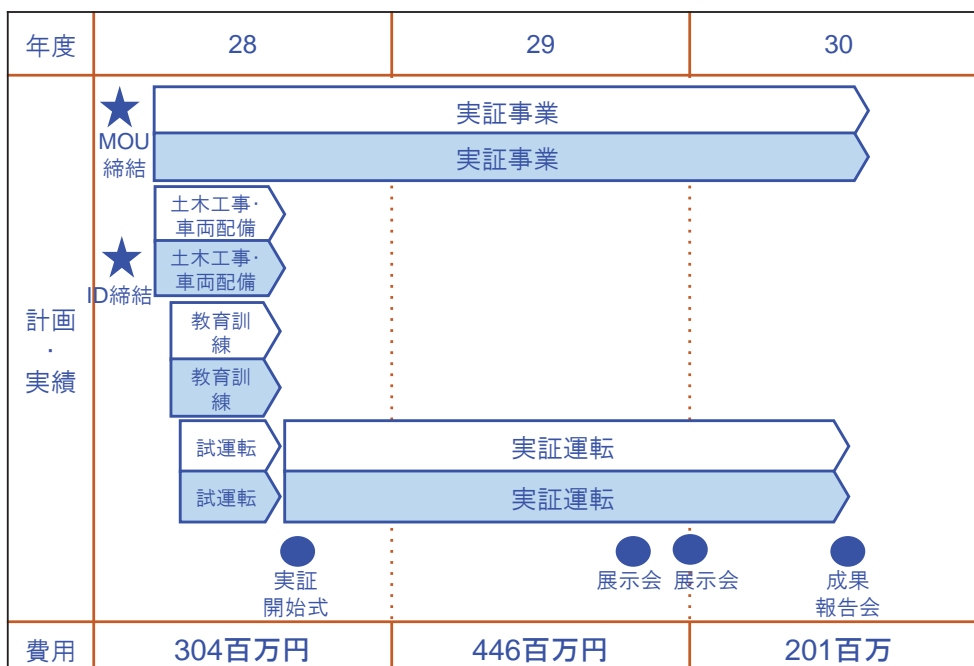 年度
28
29
30
計画
・
実績
MOU
締結
実証事業
実証事業
土木工事・
車両配備
土木工事・
車両配備
ID締結
教育訓
練
教育訓
練
試運転
実証運転
試運転
実証運転
実証
開始式
展示会
展示会
成果
報告会
費用
304百万円
446百万円
201百万